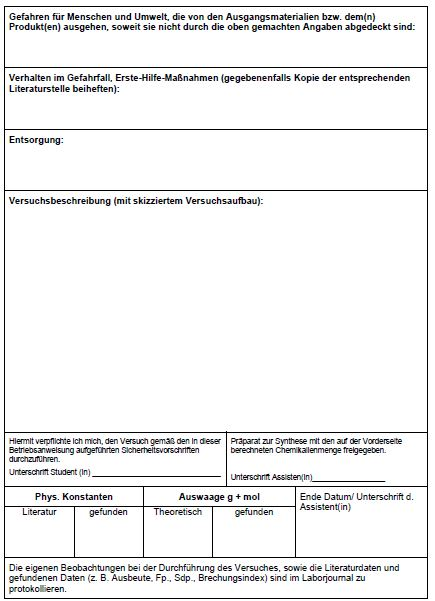 Gefahren für Menschen und Umwelt, die von den Ausgangsmaterialien bzw. dem(n)
Produkt(en) ausgehen, soweit sie nicht durch die oben gemachten Angaben abgedeckt sind:
Verhalten im Gefahrfall, Erste-Hilfe-Maßnahmen (gegebenenfalls Kopie der entsprechenden
Literaturstelle beiheften):
Entsorgung:
Versuchsbeschreibung (mit skizziertem Versuchsaufbau):
Hiermit verpflichte ich mich, den Versuch gemäß den in dieser
Betriebsanweisung aufgeführten Sicherheitsvorschriften
durchzuführen.
Unterschrift Student (in)
Präparat zur Synthese mit den auf der Vorderseite
berechneten Chemikalienmenge freigegeben.
Unterschrift Assisten(in)
Phys. Konstanten
Auswaage g + mol
Ende Datum/ Unterschrift d.
Assistent(in)
Literatur
gefunden
Theoretisch
gefunden
Die eigenen Beobachtungen bei der Durchführung des Versuches, sowie die Literaturdaten und
gefundenen Daten (z. B. Ausbeute, Fp., Sdp., Brechungsindex) sind im Laborjournal zu
protokollieren.